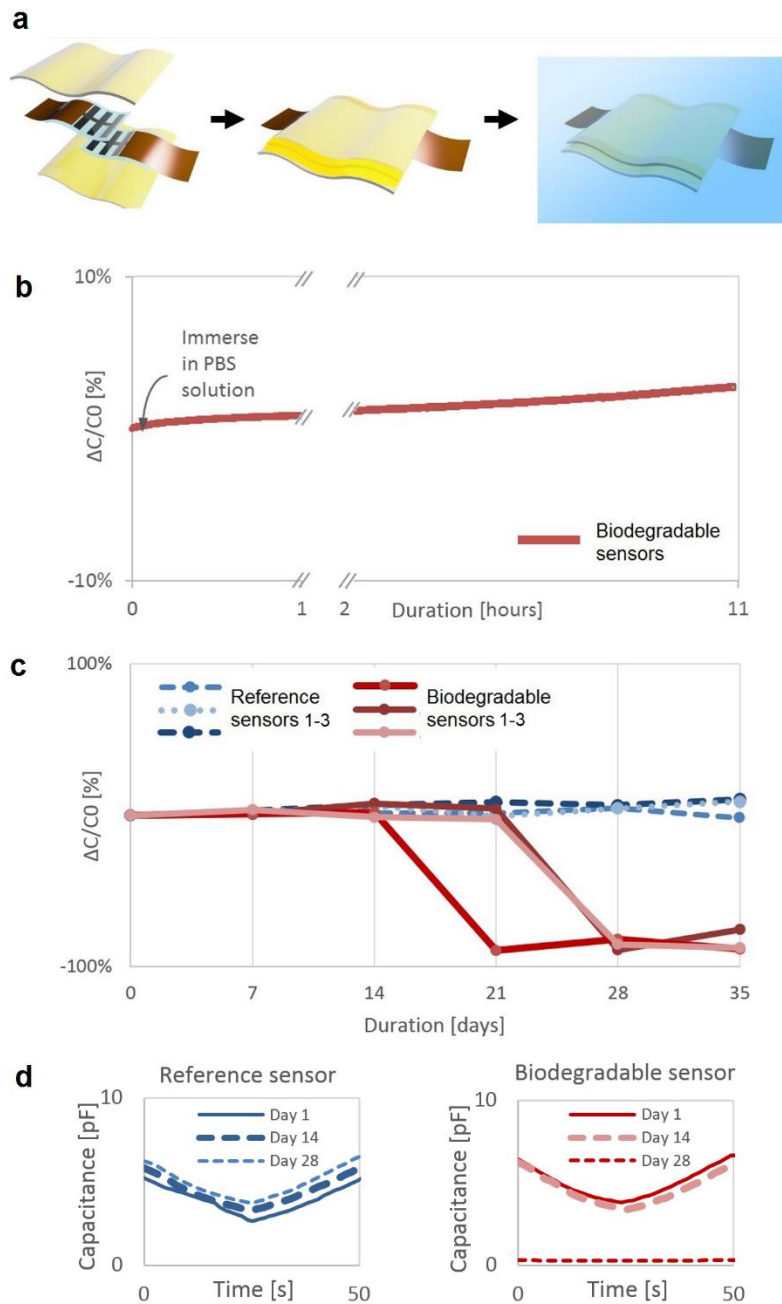 a
b
10%
Immerse
in PBS
solution
ΔC/C0 [%]
Biodegradable
sensors
-10%
0
1
2
Duration [hours]
11
c
100%
Reference
sensors 1-3
Biodegradable
sensors 1-3
ΔC/C0 [%]
-100%
0
7
14
21
28
35
Duration [days]
d
Reference sensor
10
Day 1
Day 14
Day 28
Capacitance [pF]
0
0
Time [s]
50
Biodegradable sensor
10
Day 1
Day 14
Day 28
Capacitance [pF]
0
0
Time [s]
50